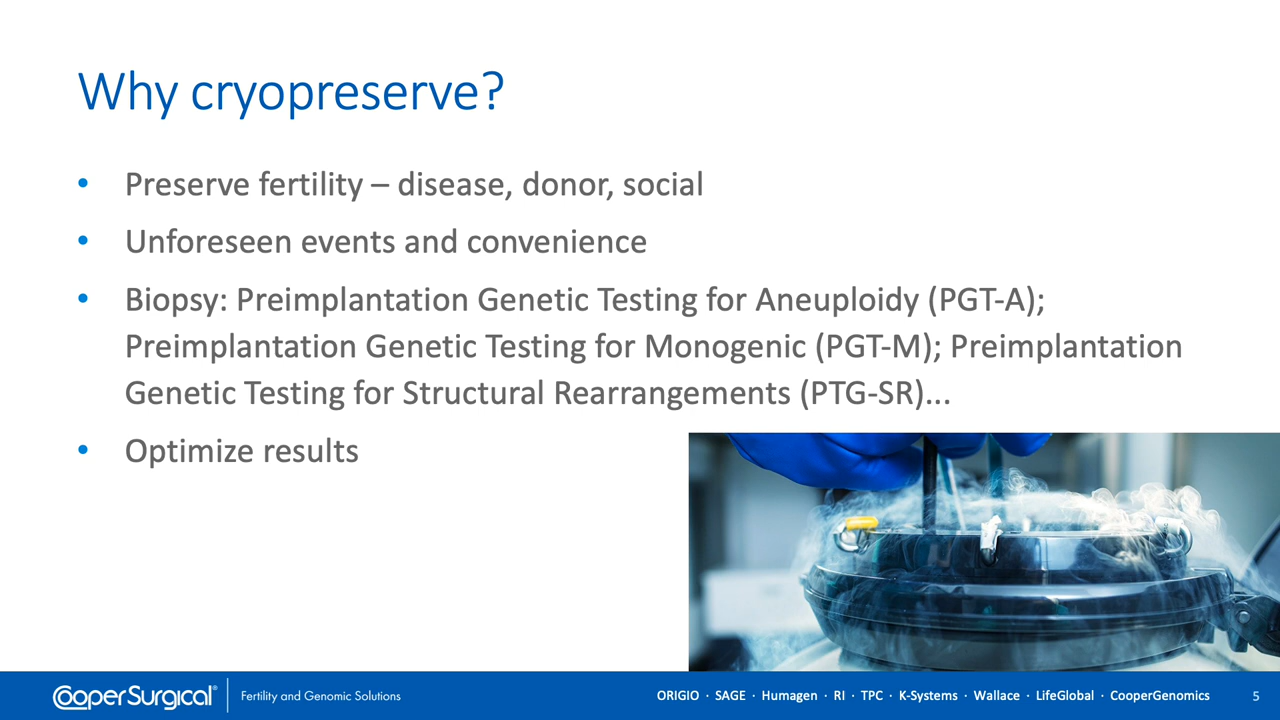 Why cryopreserve?
• Preserve fertility – disease, donor, social
• Unforeseen events and convenience
• Biopsy: Preimplantation Genetic Testing for Aneuploidy (PGT-A);
Preimplantation Genetic Testing for Monogenic (PGT-M); Preimplantation
Genetic Testing for Structural Rearrangements (PTG-SR)...
• Optimize results
CooperSurgical® Fertility and Genomic Solutions ORIGIO · SAGE · Humagen · RI · TPC · K-Systems · Wallace · LifeGlobal · CooperGenomics 5